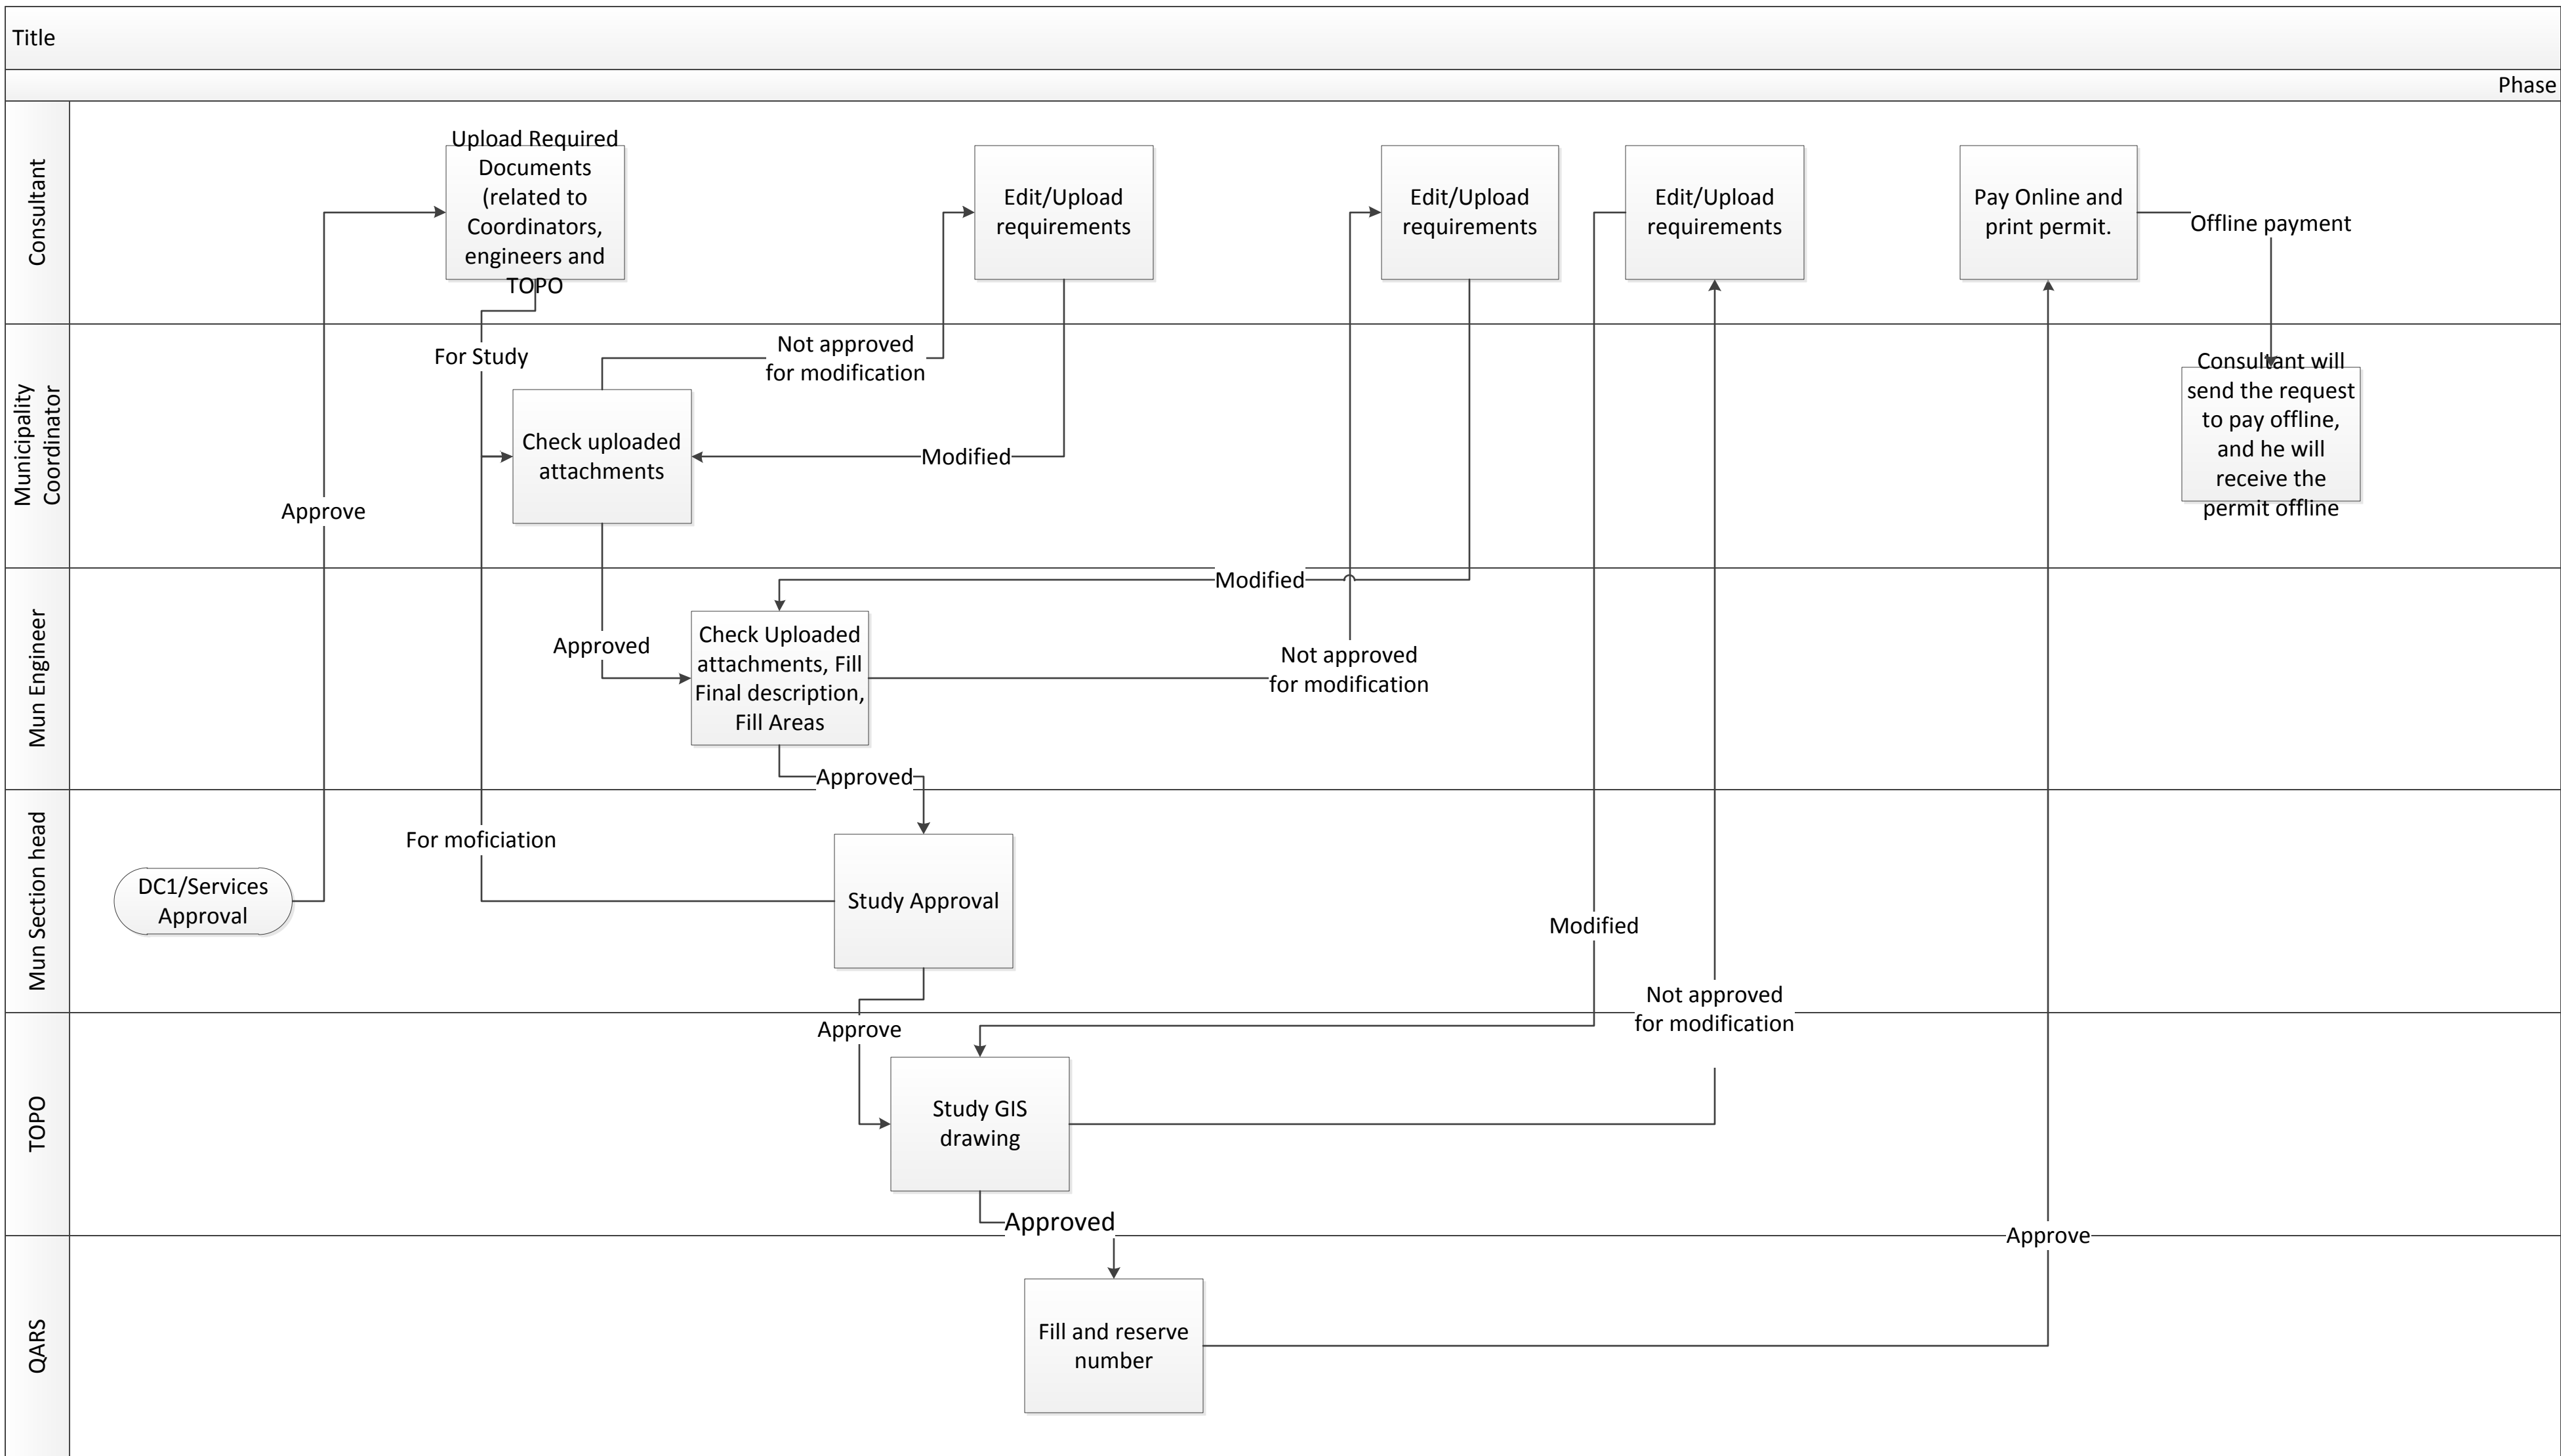 Title
Phase
Consultant
Upload Required
Documents
(related to
Coordinators,
engineers and
TOPO
Edit/Upload
requirements
Edit/Upload
requirements
Edit/Upload
requirements
Pay Online and
print permit.
Offline payment
Municipality
Coordinator
For Study
Not approved
for modification
Check uploaded
attachments
Modified
Approve
Consultant will
send the request
to pay offline,
and he will
receive the
permit offline
Mun Engineer
Modified
Approved
Check Uploaded
attachments, Fill
Final description,
Fill Areas
Not approved
for modification
Approved
Mun Section head
For moficiation
DC1/Services
Approval
Study Approval
Modified
Not approved
for modification
TOPO
Approve
Study GIS
drawing
Approved
Approve
QARS
Fill and reserve
number